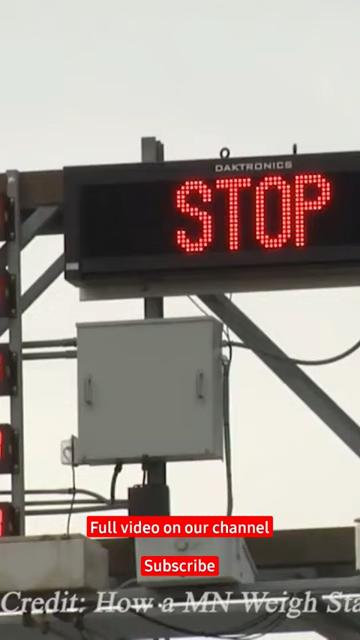 DAKTRONICS
STOP
Full video on our channel
Subscribe
Credit: How a MN Weigh Sta